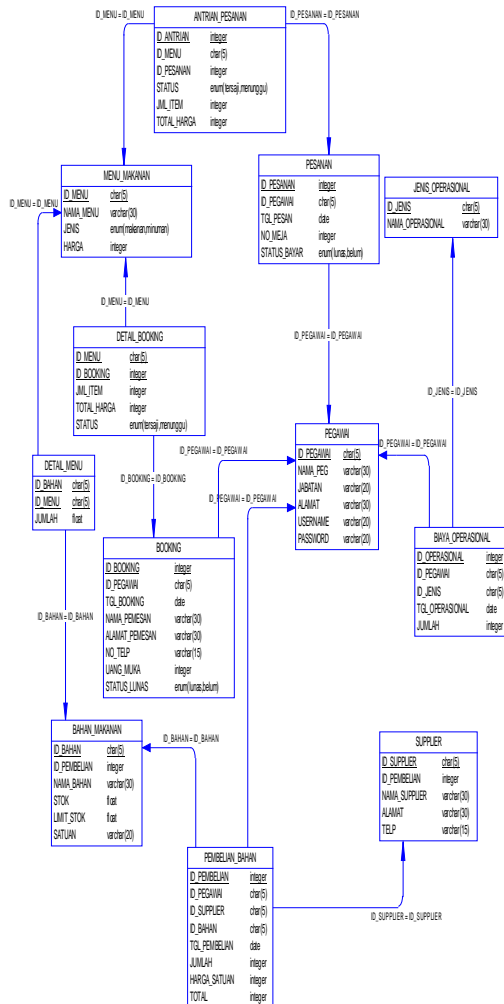 ANTRIAN_PESANAN
ID_ANTRIAN integer
ID_MENU char(5)
ID_PESANAN integer
STATUS enum(tersaji,menunggu)
JML_ITEM integer
TOTAL_HARGA integer
ID_MENU = ID_MENU
ID_PESANAN = ID_PESANAN
MENU_MAKANAN
ID_MENU char(5)
NAMA_MENU varchar(30)
JENIS enum(makanan,minuman)
HARGA integer
PESANAN
ID_PESANAN integer
ID_PEGAWAI char(5)
TGL_PESAN date
NO_MEJA integer
STATUS_BAYAR enum(lunas,belum)
JENIS_OPERASIONAL
ID_JENIS char(5)
NAMA_OPERASIONAL varchar(30)
ID_MENU = ID_MENU
ID_MENU = ID_MENU
DETAIL_BOOKING
ID_MENU char(5)
ID_BOOKING integer
JML_ITEM integer
TOTAL_HARGA integer
STATUS enum(tersaji,menunggu)
ID_PEGAWAI = ID_PEGAWAI
ID_JENIS = ID_JENIS
PEGAWAI
ID_PEGAWAI char(5)
NAMA_PEG varchar(30)
JABATAN varchar(20)
ALAMAT varchar(30)
USERNAME varchar(20)
PASSWORD varchar(20)
ID_PEGAWAI = ID_PEGAWAI
ID_PEGAWAI = ID_PEGAWAI
DETAIL_MENU
ID_BAHAN char(5)
ID_MENU char(5)
JUMLAH float
ID_BOOKING = ID_BOOKING
ID_PEGAWAI = ID_PEGAWAI
BOOKING
ID_BOOKING integer
ID_PEGAWAI char(5)
TGL_BOOKING date
NAMA_PEMESAN varchar(30)
ALAMAT_PEMESAN varchar(30)
NO_TELP varchar(15)
UANG_MUKA integer
STATUS_LUNAS enum(lunas,belum)
BIAYA_OPERASIONAL
ID_OPERASIONAL integer
ID_PEGAWAI char(5)
ID_JENIS char(5)
TGL_OPERASIONAL date
JUMLAH integer
ID_BAHAN = ID_BAHAN
BAHAN_MAKANAN
ID_BAHAN char(5)
ID_PEMBELIAN integer
NAMA_BAHAN varchar(30)
STOK float
LIMIT_STOK float
SATUAN varchar(20)
ID_BAHAN = ID_BAHAN
SUPPLIER
ID_SUPPLIER char(5)
ID_PEMBELIAN integer
NAMA_SUPPLIER varchar(30)
ALAMAT varchar(30)
TELP varchar(15)
PEMBELIAN_BAHAN
ID_PEMBELIAN integer
ID_PEGAWAI char(5)
ID_SUPPLIER char(5)
ID_BAHAN char(5)
TGL_PEMBELIAN date
JUMLAH integer
HARGA_SATUAN integer
TOTAL integer
ID_SUPPLIER = ID_SUPPLIER